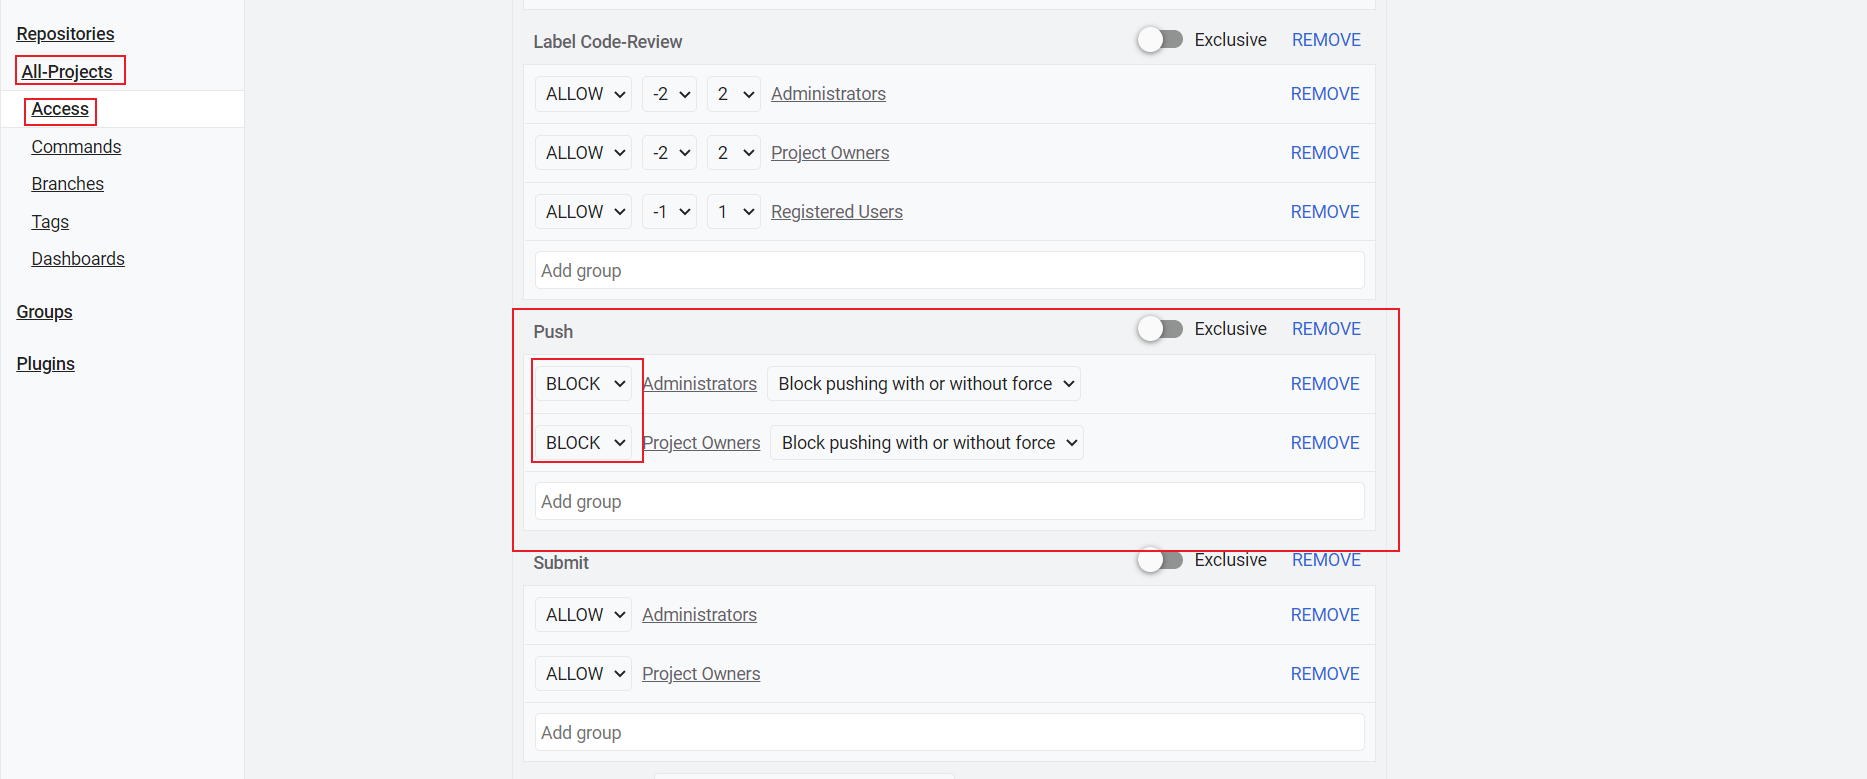 Repositories
All-Projects
Access
Commands
Branches
Tags
Dashboards
Groups
Plugins
Label Code-Review Exclusive REMOVE
ALLOW -2 2 Administrators REMOVE
ALLOW -2 2 Project Owners REMOVE
ALLOW -1 1 Registered Users REMOVE
Add group
Push Exclusive REMOVE
BLOCK Administrators Block pushing with or without force REMOVE
BLOCK Project Owners Block pushing with or without force REMOVE
Add group
Submit Exclusive REMOVE
ALLOW Administrators REMOVE
ALLOW Project Owners REMOVE
Add group